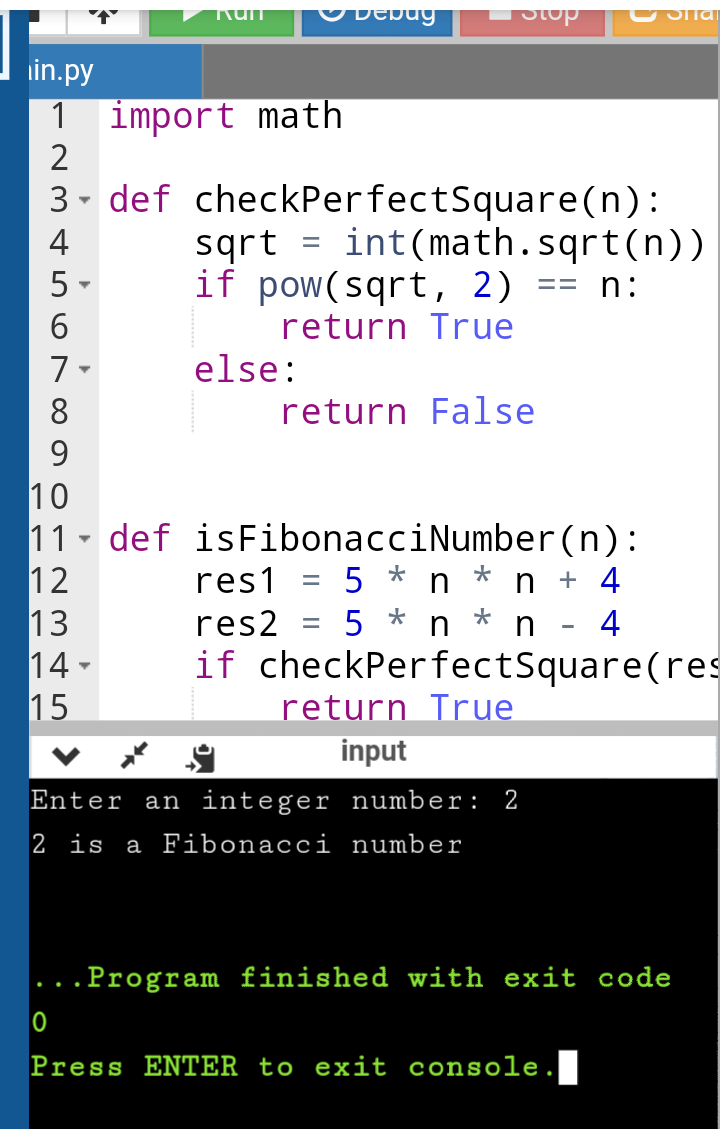 Run Debug Stop
ain.py
1 import math
2
3 def checkPerfectSquare(n):
4 sqrt = int(math.sqrt(n))
5 if pow(sqrt, 2) == n:
6 return True
7 else:
8 return False
9
10
11 def isFibonacciNumber(n):
12 res1 = 5 * n * n + 4
13 res2 = 5 * n * n - 4
14 if checkPerfectSquare(res
15 return True
input
Enter an integer number: 2
2 is a Fibonacci number
...Program finished with exit code
0
Press ENTER to exit console.